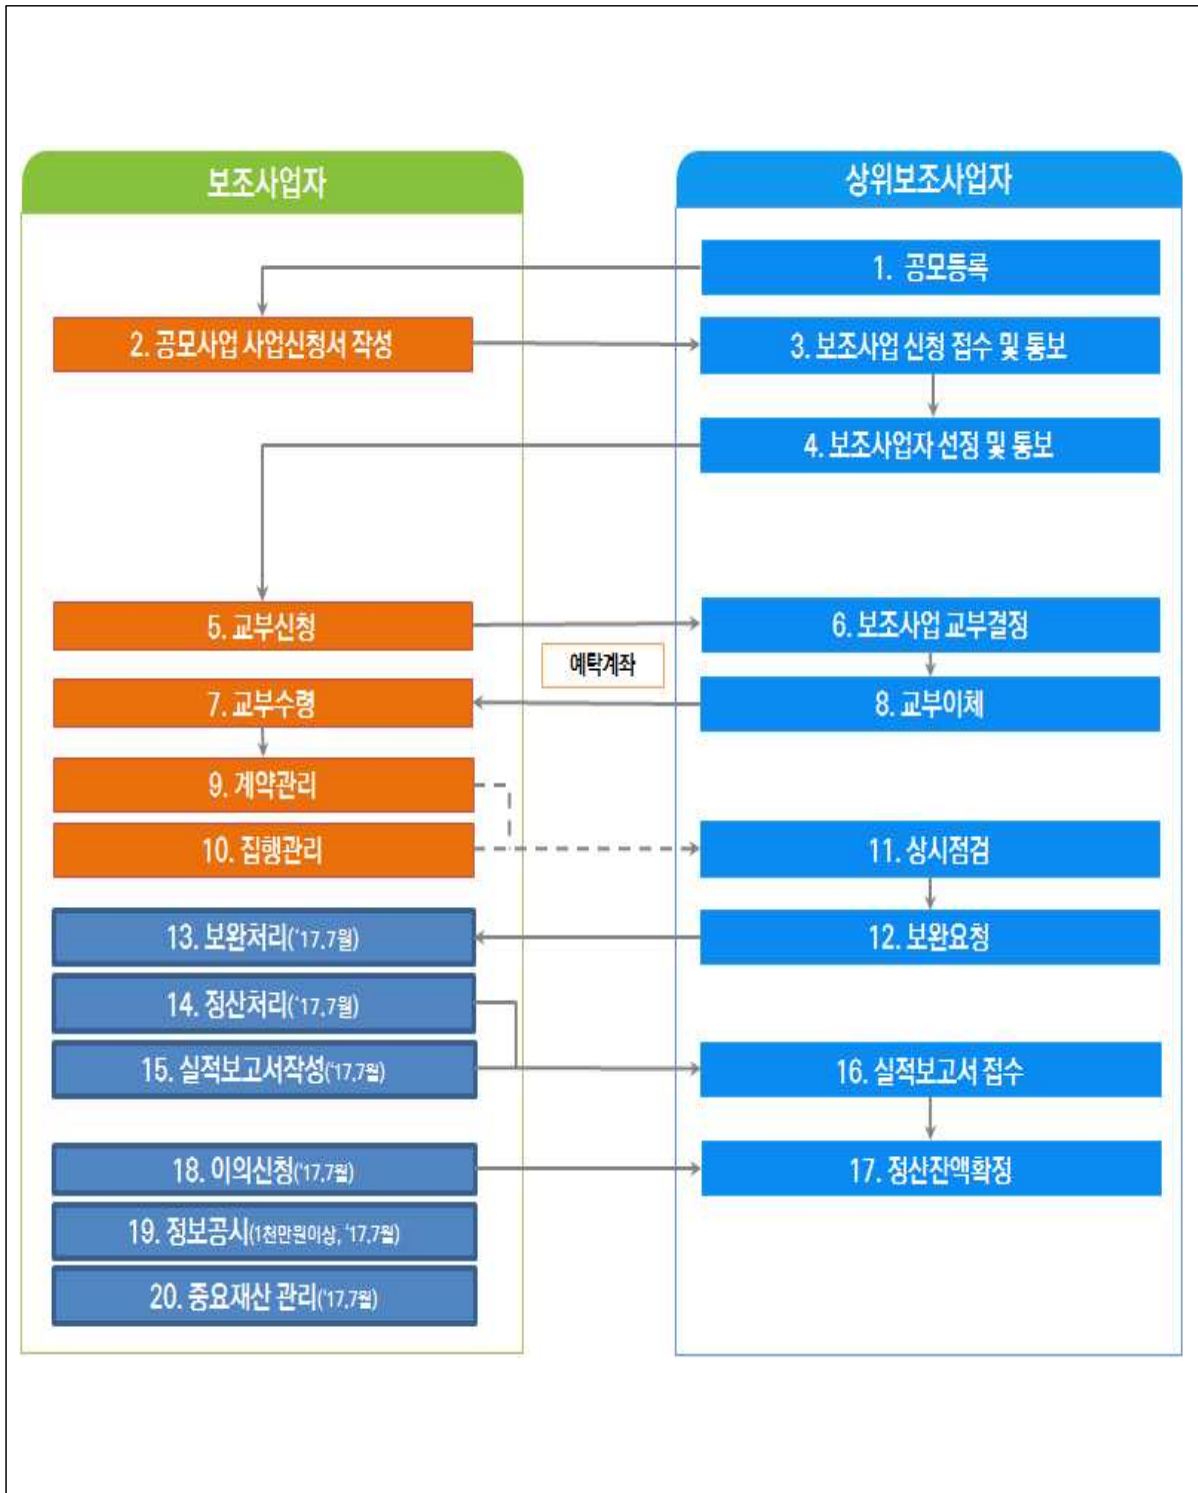 보조사업자
상위보조사업자
1. 공모등록
2. 공모사업 사업신청서 작성
3. 보조사업 신청 접수 및 통보
4. 보조사업자 선정 및 통보
5. 교부신청
6. 보조사업 교부결정
예탁계좌
7. 교부수령
8. 교부이체
9. 계약관리
10. 집행관리
11. 상시점검
13. 보완처리('17.7월)
12. 보완요청
14. 정산처리('17.7월)
15. 실적보고서작성('17.7월)
16. 실적보고서 접수
18. 이의신청('17.7월)
17. 정산잔액확정
19. 정보공시(1천만원이상, '17.7월)
20. 중요재산 관리('17.7월)